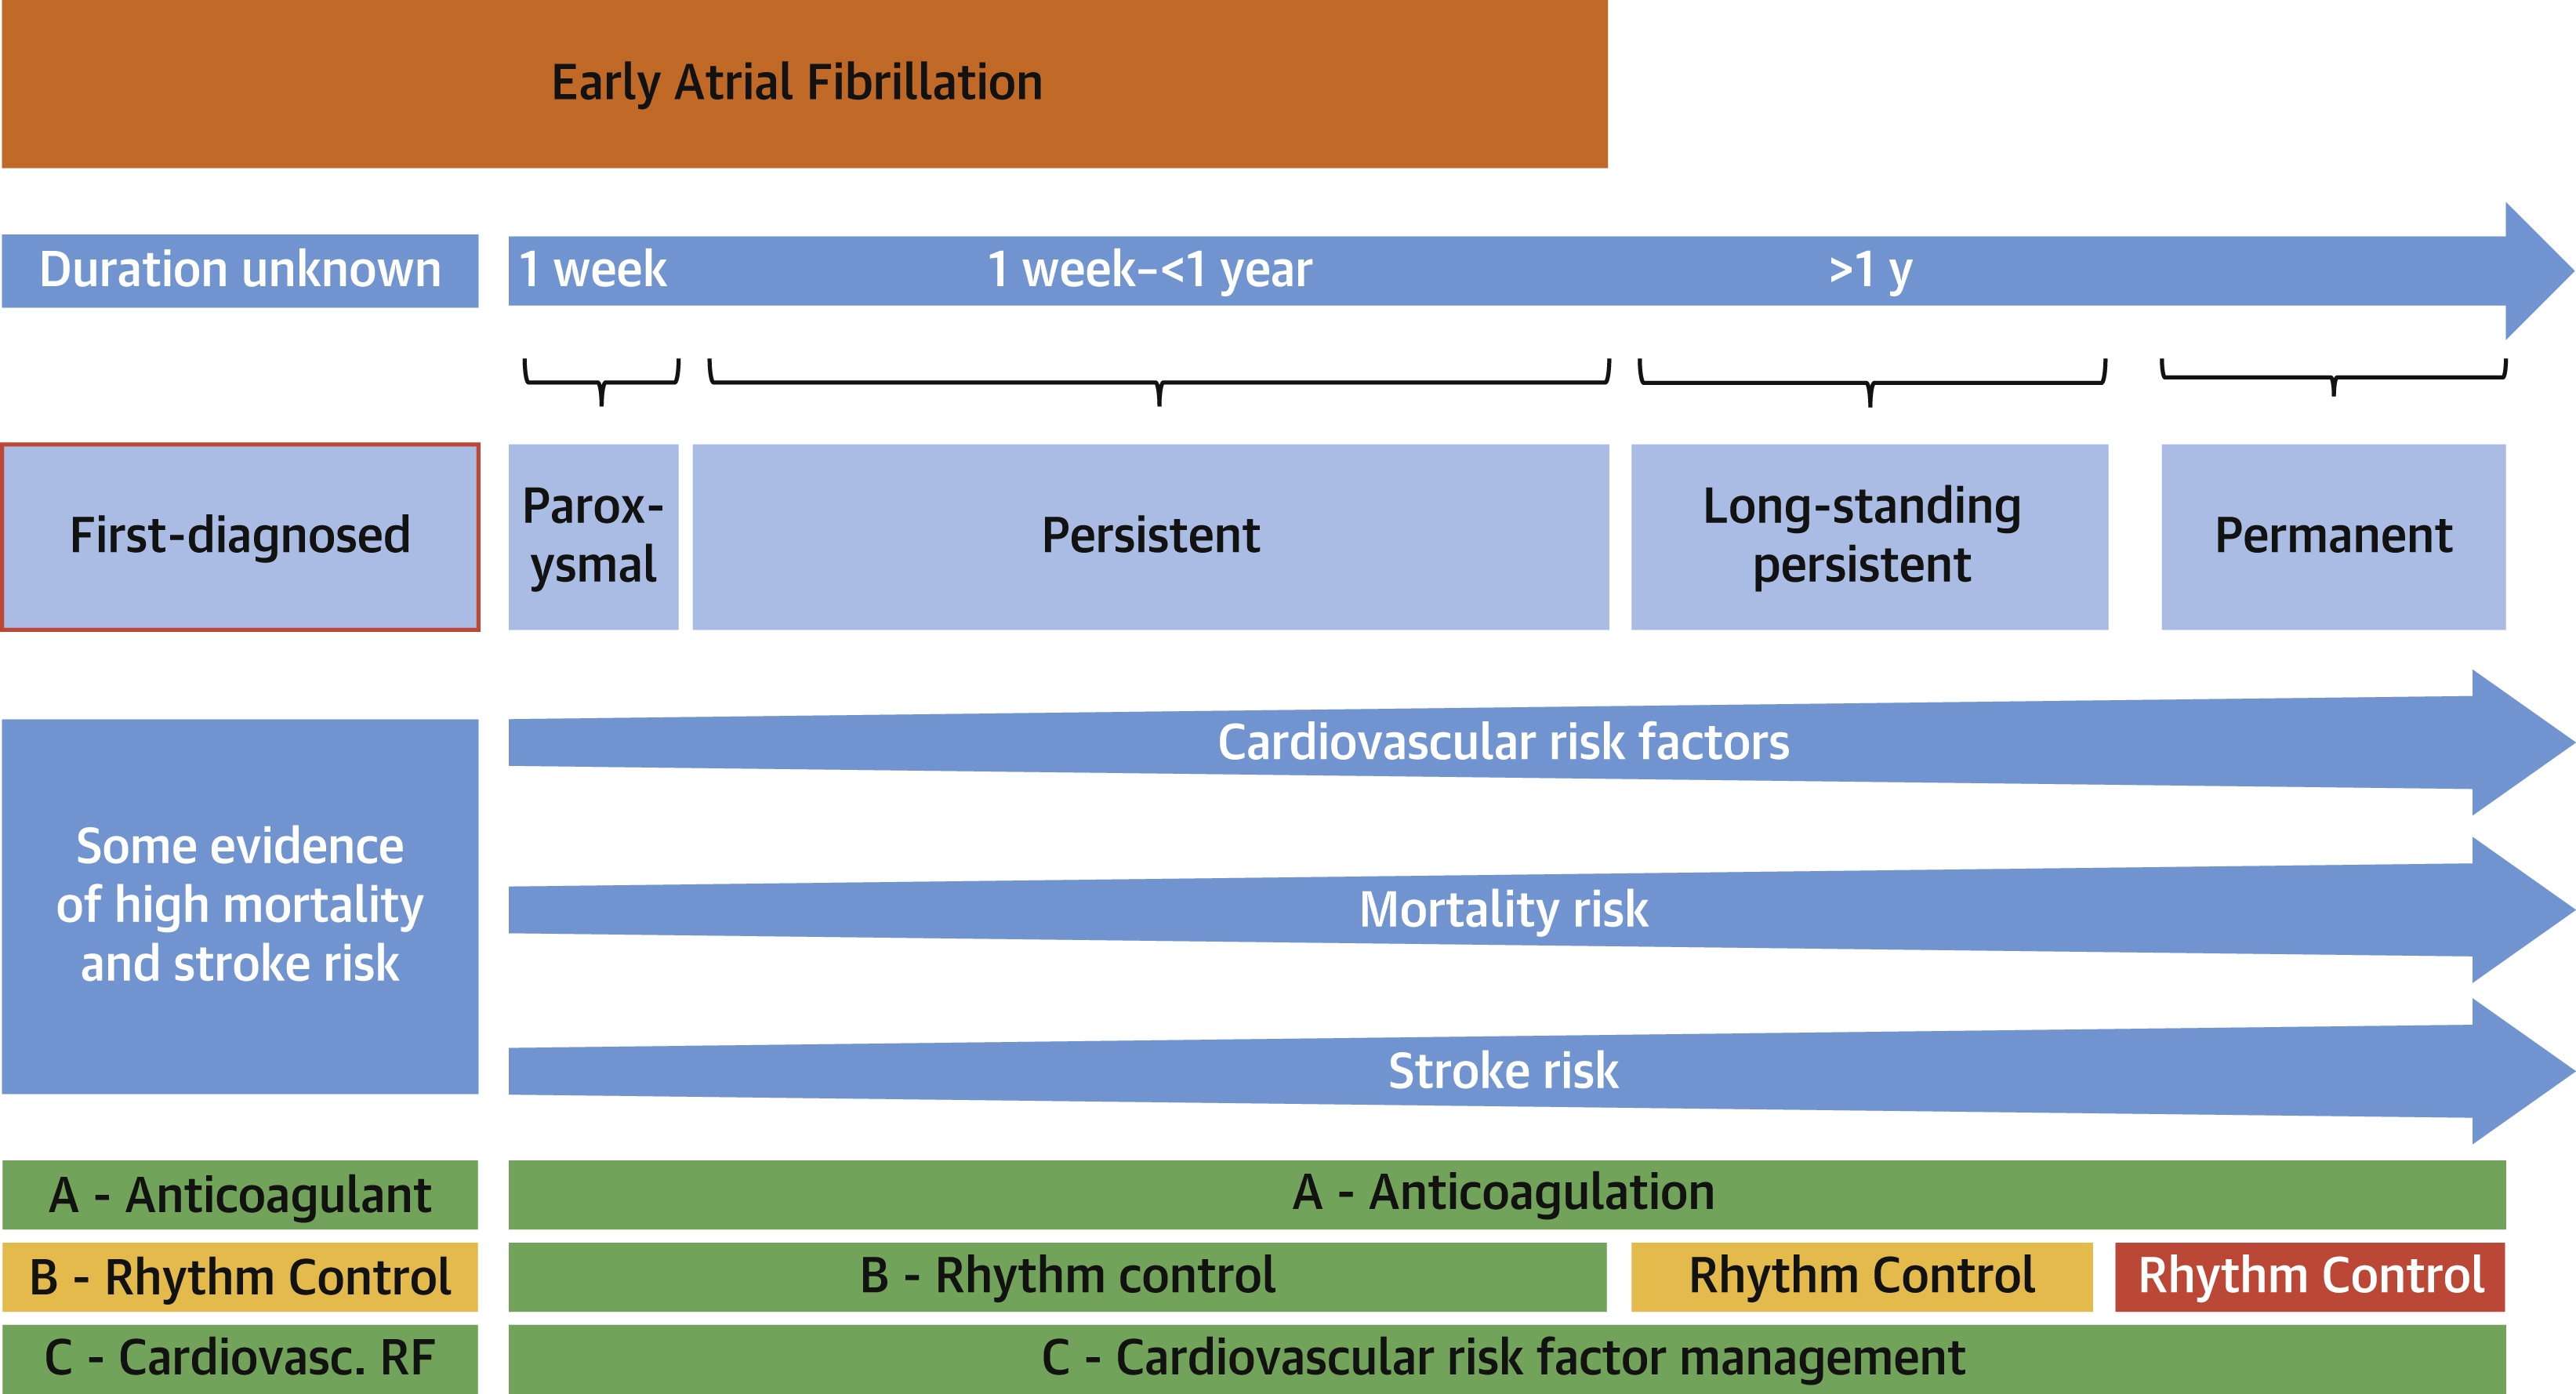 Early Atrial Fibrillation
Duration unknown
1 week
1 week-<1 year
>1 y
First-diagnosed
Parox-
ysmal
Persistent
Long-standing
persistent
Permanent
Some evidence
of high mortality
and stroke risk
Cardiovascular risk factors
Mortality risk
Stroke risk
A - Anticoagulant
A - Anticoagulation
B - Rhythm Control
B - Rhythm control
Rhythm Control
Rhythm Control
C - Cardiovasc. RF
C - Cardiovascular risk factor management